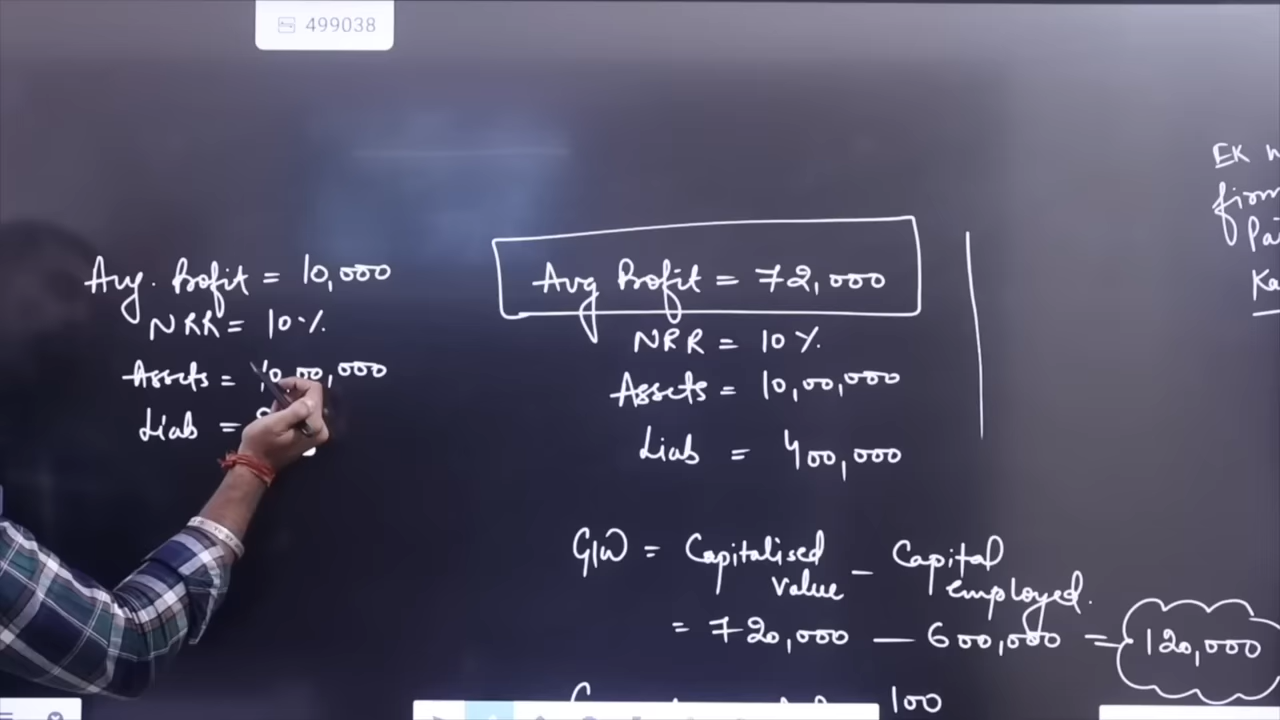 499038
Avg. Profit = 10,000
NRR = 10%
Assets = 10,00,000
Liab =
Avg Profit = 72,000
NRR = 10%
Assets = 10,00,000
Liab = 400,000
G/W = Capitalised value - Capital employed.
= 720,000 - 600,000 = 120,000
100
EK
firm